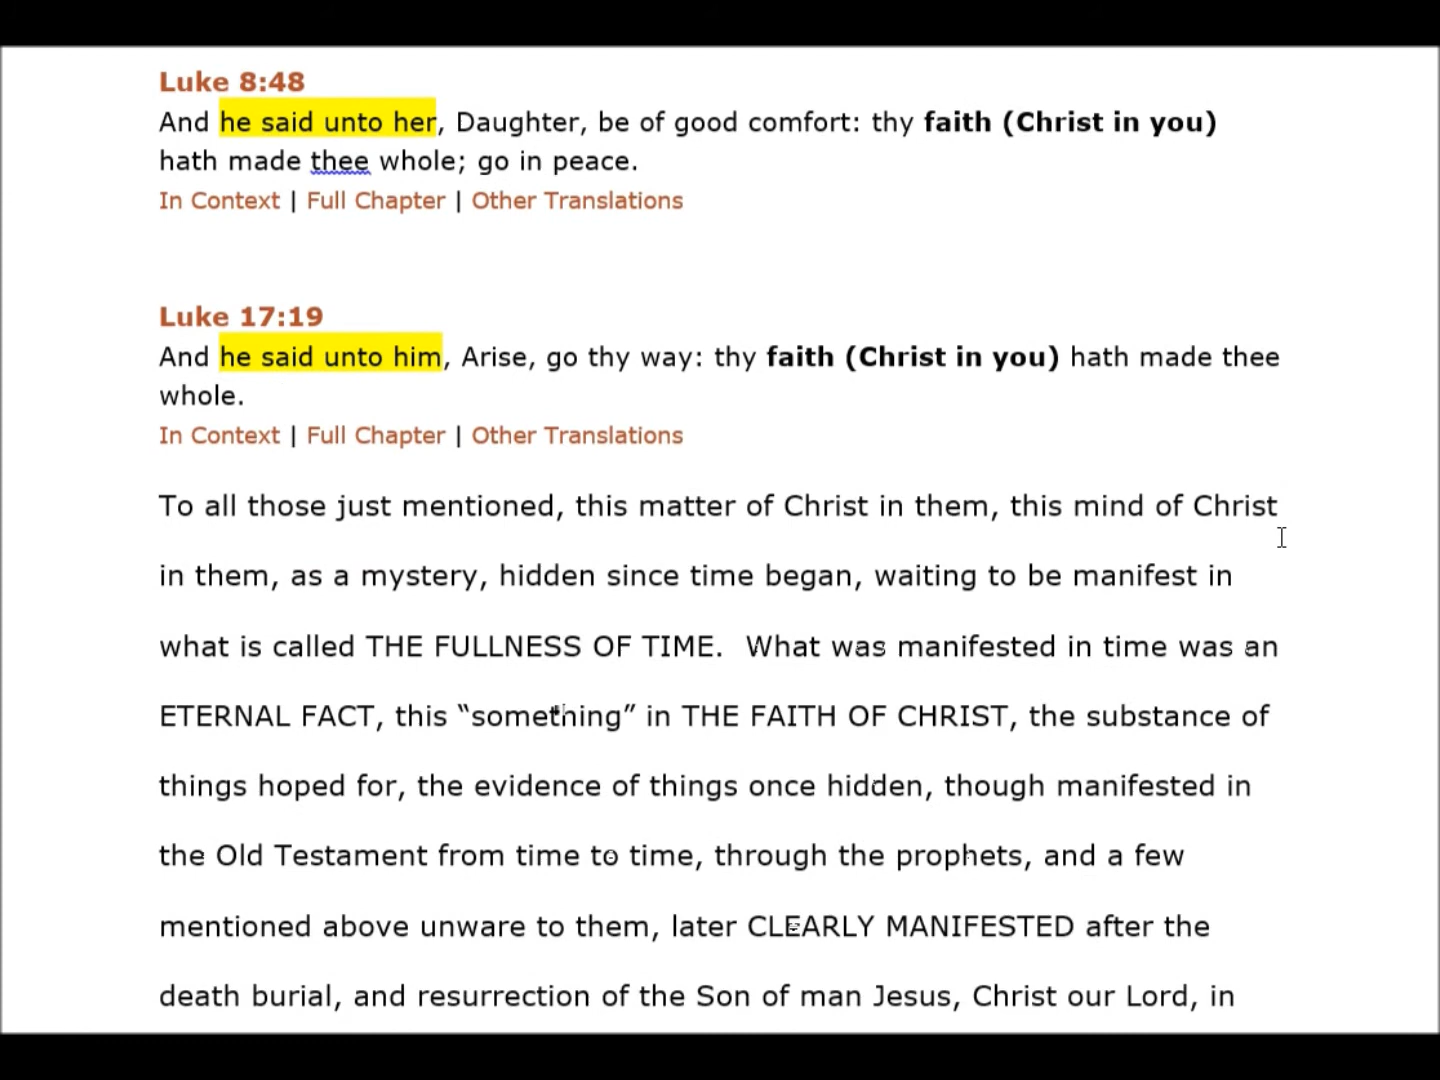 Luke 8:48
And he said unto her, Daughter, be of good comfort: thy faith (Christ in you)
hath made thee whole; go in peace.
In Context | Full Chapter | Other Translations
Luke 17:19
And he said unto him, Arise, go thy way: thy faith (Christ in you) hath made thee
whole.
In Context | Full Chapter | Other Translations
To all those just mentioned, this matter of Christ in them, this mind of Christ
in them, as a mystery, hidden since time began, waiting to be manifest in
what is called THE FULLNESS OF TIME.  What was manifested in time was an
ETERNAL FACT, this “something” in THE FAITH OF CHRIST, the substance of
things hoped for, the evidence of things once hidden, though manifested in
the Old Testament from time to time, through the prophets, and a few
mentioned above unware to them, later CLEARLY MANIFESTED after the
death burial, and resurrection of the Son of man Jesus, Christ our Lord, in